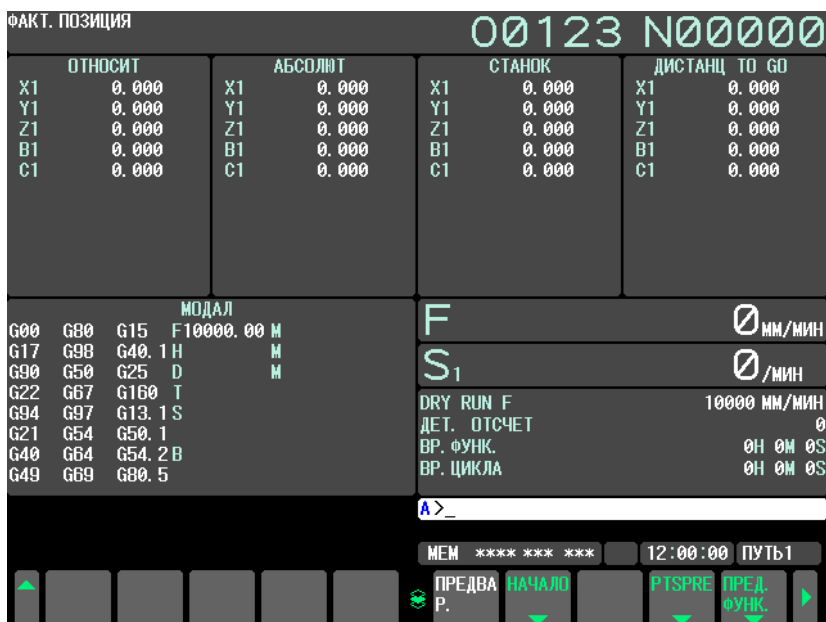 ФАКТ. ПОЗИЦИЯ O0123 N00000
ОТНОСИТ АБСОЛЮТ СТАНОК ДИСТАНЦ TO GO
X1 0.000 X1 0.000 X1 0.000 X1 0.000
Y1 0.000 Y1 0.000 Y1 0.000 Y1 0.000
Z1 0.000 Z1 0.000 Z1 0.000 Z1 0.000
B1 0.000 B1 0.000 B1 0.000 B1 0.000
C1 0.000 C1 0.000 C1 0.000 C1 0.000
МОДАЛ
G00 G80 G15 F10000.00 M
G17 G98 G40.1 H M
G90 G50 G25 D M
G22 G67 G160 T
G94 G97 G13.1 S
G21 G54 G50.1
G40 G64 G54.2 B
G49 G69 G80.5
F 0 ММ/МИН
S1 0 /МИН
DRY RUN F 10000 ММ/МИН
ДЕТ. ОТСЧЕТ 0
ВР. ФУНК. 0H 0M 0S
ВР. ЦИКЛА 0H 0M 0S
A >_
MEM **** *** *** 12:00:00 ПУТЬ1
ПРЕДВА НАЧАЛО PTSPRE ПРЕД.
Р. ФУНК.